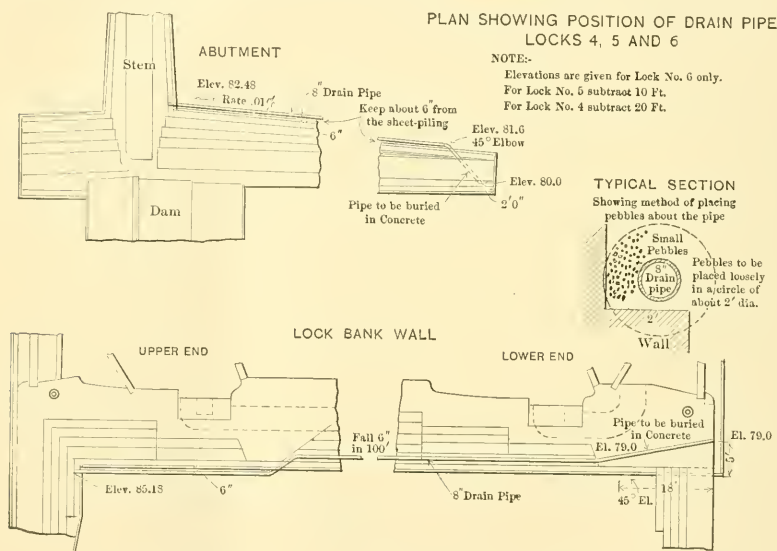 PLAN SHOWING POSITION OF DRAIN PIPE
LOCKS 4, 5 AND 6
NOTE:-
Elevations are given for Lock No. 6 only.
For Lock No. 5 subtract 10 Ft.
For Lock No. 4 subtract 20 Ft.
ABUTMENT
Stem
Elev. 82.48
Rate .01%
8" Drain Pipe
6"
Keep about 6" from
the sheet-piling
Elev. 81.6
45° Elbow
Elev. 80.0
2'0"
Pipe to be buried
in Concrete
Dam
TYPICAL SECTION
Showing method of placing
pebbles about the pipe
Small
Pebbles
8"
Drain
pipe
Pebbles to be
placed loosely
in a circle of
about 2' dia.
2'
Wall
LOCK BANK WALL
UPPER END
LOWER END
Fall 6"
in 100'
Elev. 85.18
6"
Pipe to be buried
in Concrete
El. 79.0
El. 79.0
5'
8" Drain Pipe
18'
45° El.